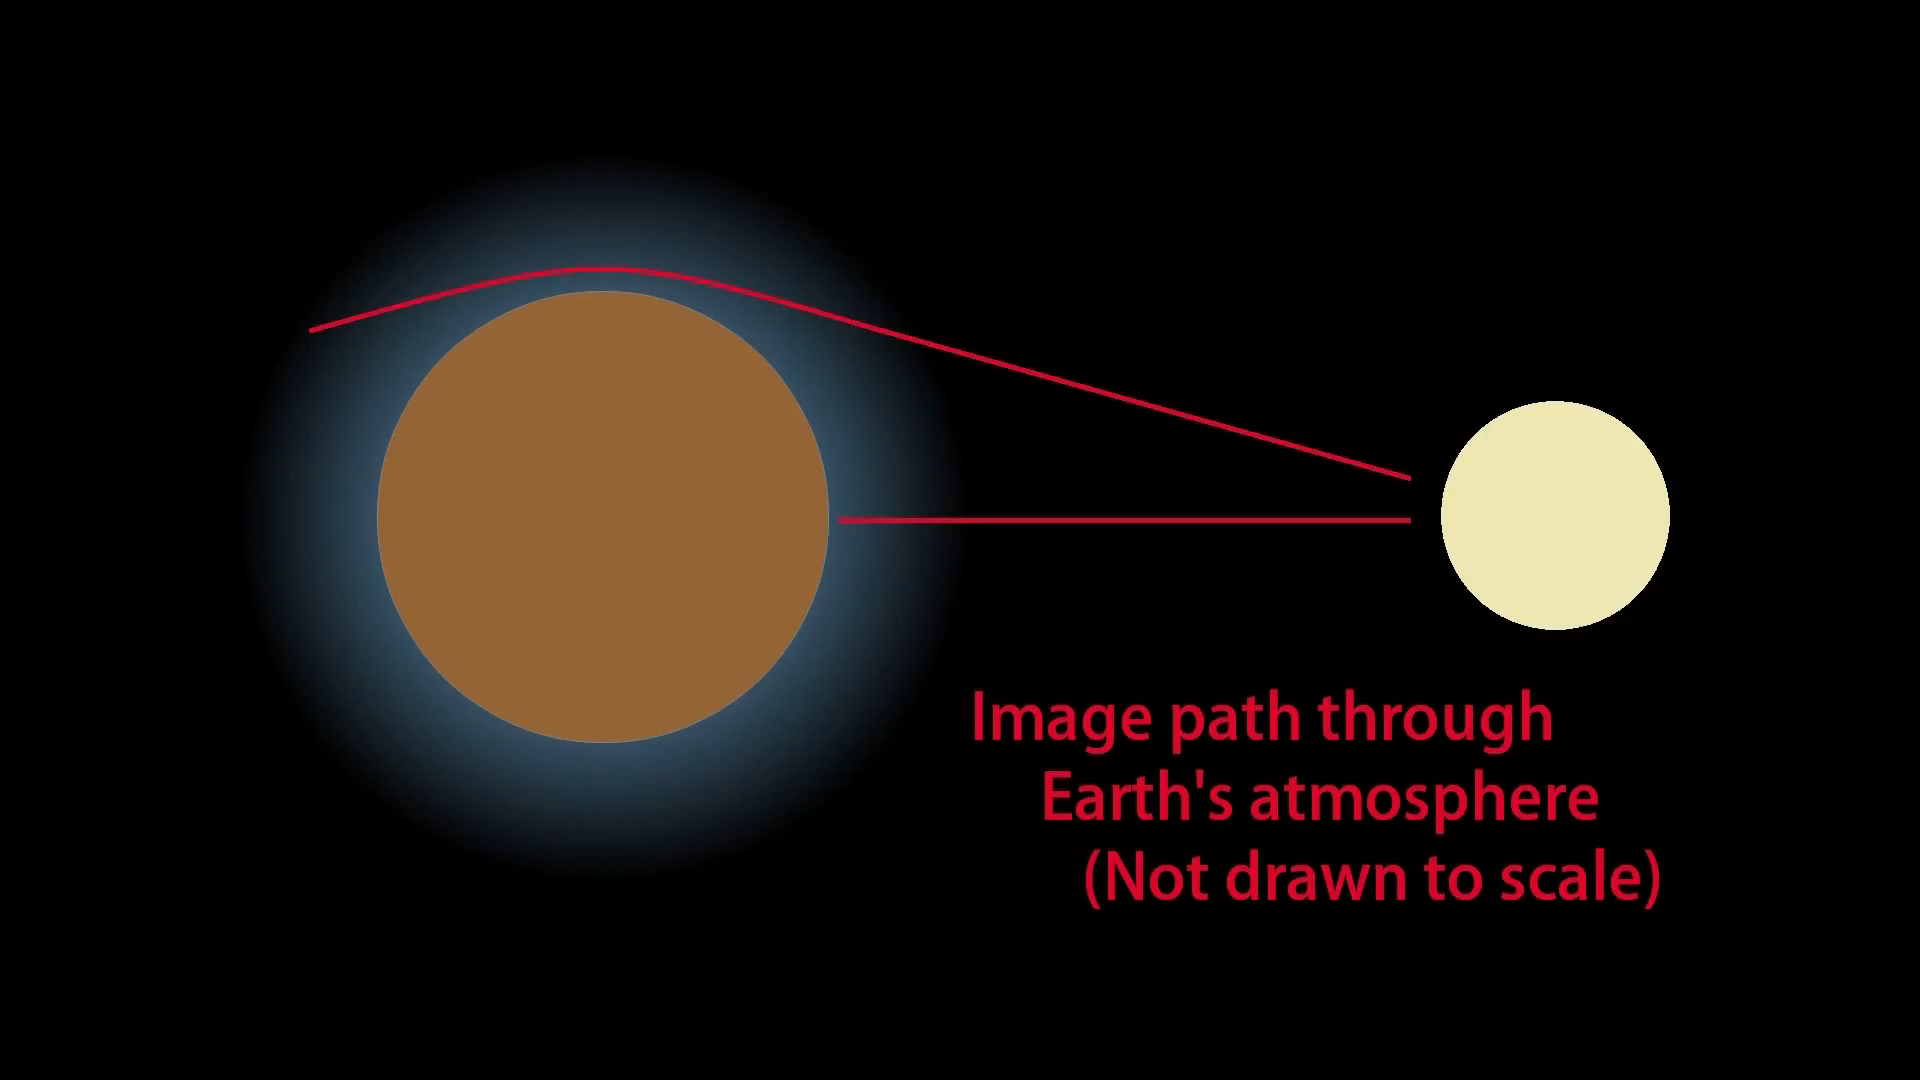 Image path through
Earth's atmosphere
(Not drawn to scale)